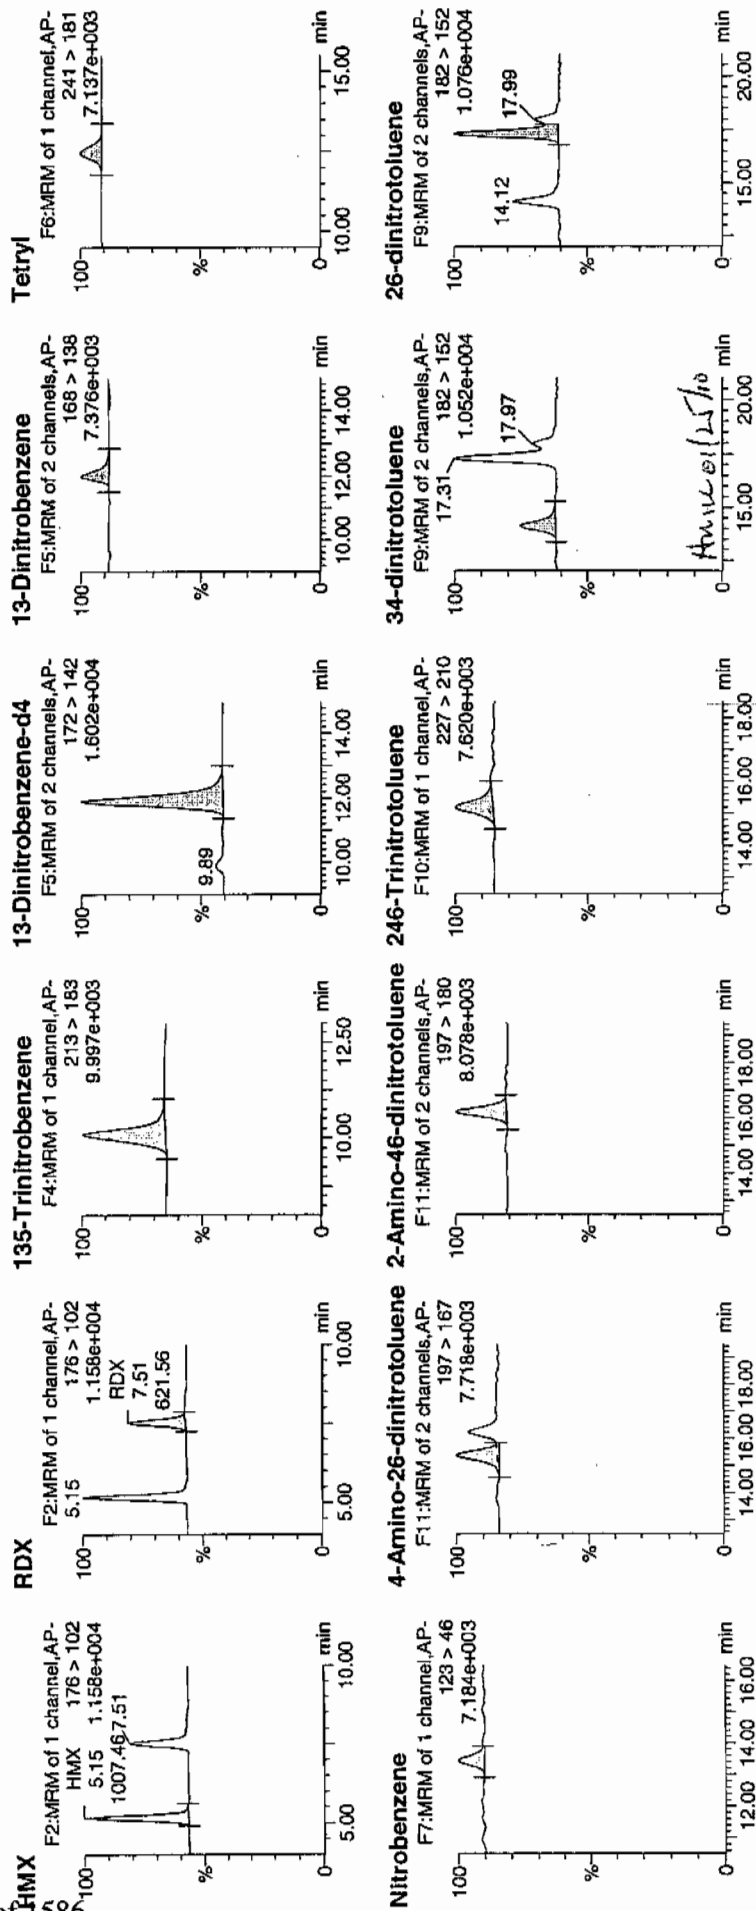 HMX
F2:MRM of 1 channel,AP-
HMX 176 > 102
5.15 1.158e+004
1007.46 7.51
100
%
0
5.00 10.00 min
RDX
F2:MRM of 1 channel,AP-
5.15 176 > 102
1.158e+004
RDX
7.51
621.56
100
%
0
5.00 10.00 min
135-Trinitrobenzene
F4:MRM of 1 channel,AP-
213 > 183
9.997e+003
100
%
0
10.00 12.50 min
13-Dinitrobenzene-d4
F5:MRM of 2 channels,AP-
172 > 142
1.602e+004
100
9.89
%
0
10.00 12.00 14.00 min
13-Dinitrobenzene
F5:MRM of 2 channels,AP-
168 > 138
7.376e+003
100
%
0
10.00 12.00 14.00 min
Tetryl
F6:MRM of 1 channel,AP-
241 > 181
7.137e+003
100
%
0
10.00 15.00 min
Nitrobenzene
F7:MRM of 1 channel,AP-
123 > 46
7.184e+003
100
%
0
12.00 14.00 16.00 min
4-Amino-26-dinitrotoluene
F11:MRM of 2 channels,AP-
197 > 167
7.718e+003
100
%
0
14.00 16.00 18.00 min
2-Amino-46-dinitrotoluene
F11:MRM of 2 channels,AP-
197 > 180
8.078e+003
100
%
0
14.00 16.00 18.00 min
246-Trinitrotoluene
F10:MRM of 1 channel,AP-
227 > 210
7.620e+003
100
%
0
14.00 16.00 18.00 min
34-dinitrotoluene
F9:MRM of 2 channels,AP-
182 > 152
17.31 1.052e+004
100
17.97
%
0
15.00 20.00 min
01/25/10
26-dinitrotoluene
F9:MRM of 2 channels,AP-
182 > 152
1.076e+004
100
14.12 17.99
%
0
15.00 20.00 min